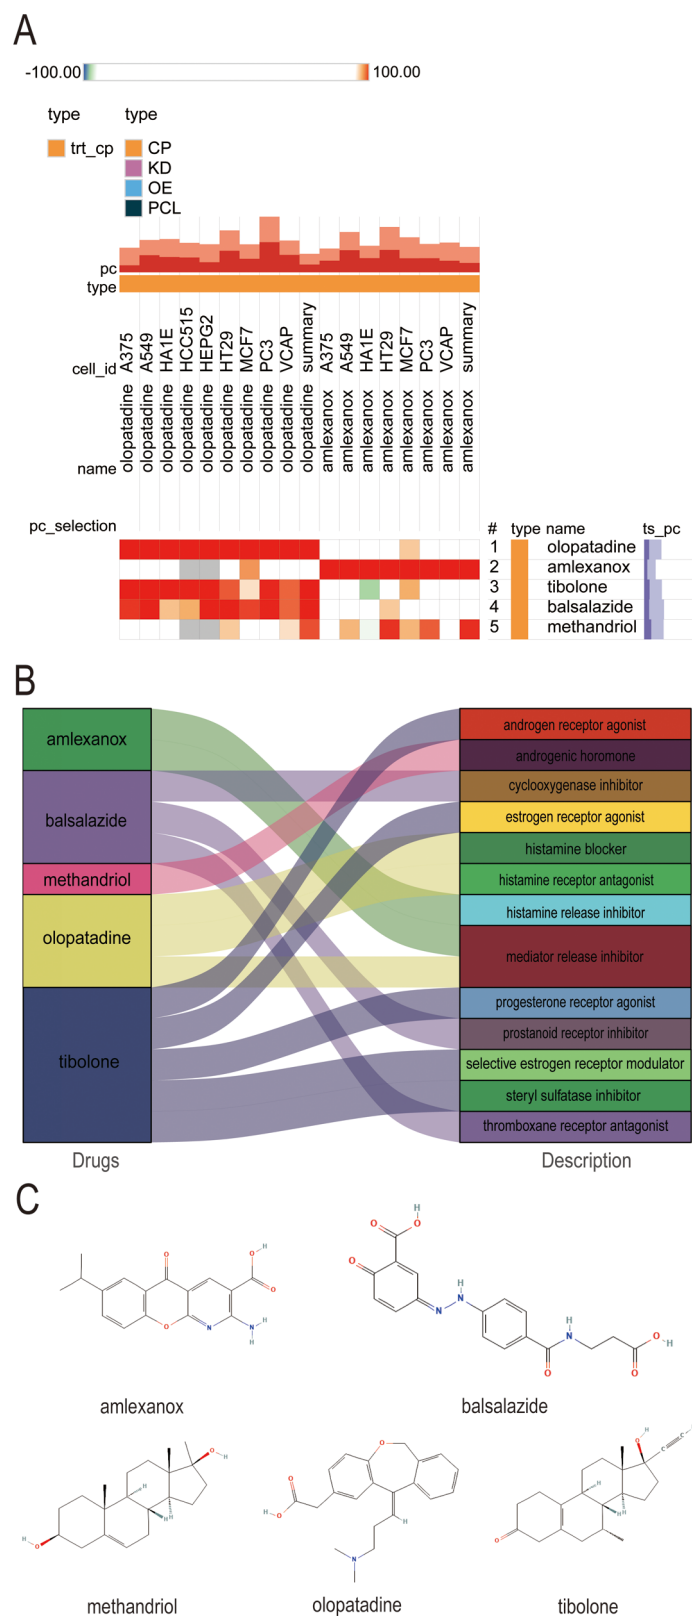 A
-100.00 100.00
type type
trt_cp CP
KD
OE
PCL
pc
type
cell_id A375 A549 HA1E HCC515 HEPG2 HT29 MCF7 PC3 VCAP summary A375 A549 HA1E HT29 MCF7 PC3 VCAP summary
name olopatadine olopatadine olopatadine olopatadine olopatadine olopatadine olopatadine olopatadine olopatadine olopatadine amlexanox amlexanox amlexanox amlexanox amlexanox amlexanox amlexanox amlexanox
pc_selection # type name ts_pc
1 olopatadine
2 amlexanox
3 tibolone
4 balsalazide
5 methandriol
B
amlexanox
balsalazide
methandriol
olopatadine
tibolone
androgen receptor agonist
androgenic horomone
cyclooxygenase inhibitor
estrogen receptor agonist
histamine blocker
histamine receptor antagonist
histamine release inhibitor
mediator release inhibitor
progesterone receptor agonist
prostanoid receptor inhibitor
selective estrogen receptor modulator
steryl sulfatase inhibitor
thromboxane receptor antagonist
Drugs Description
C
O O H O O N N H H
amlexanox
O O H O N N H O N H O O H
balsalazide
H O H H H O H
methandriol
O O H O H N
olopatadine
O H O C C H H H
tibolone